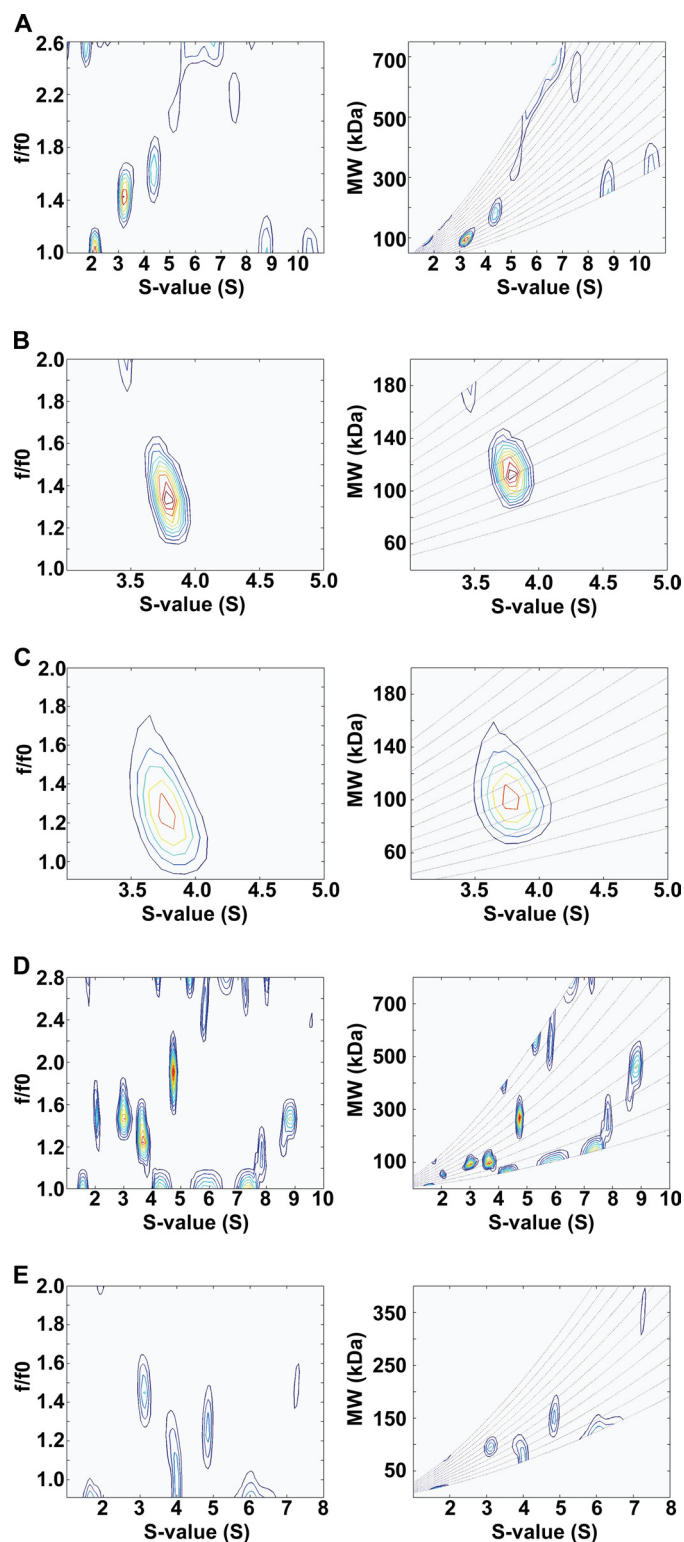 A
f/f0
2.6
2.2
1.8
1.4
1.0
2 3 4 5 6 7 8 9 10
S-value (S)
MW (kDa)
700
500
300
100
2 3 4 5 6 7 8 9 10
S-value (S)
B
f/f0
2.0
1.8
1.6
1.4
1.2
1.0
3.5 4.0 4.5 5.0
S-value (S)
MW (kDa)
180
140
100
60
3.5 4.0 4.5 5.0
S-value (S)
C
f/f0
2.0
1.8
1.6
1.4
1.2
1.0
3.5 4.0 4.5 5.0
S-value (S)
MW (kDa)
180
140
100
60
3.5 4.0 4.5 5.0
S-value (S)
D
f/f0
2.8
2.4
2.0
1.6
1.2
1.0
2 3 4 5 6 7 8 9 10
S-value (S)
MW (kDa)
700
500
300
100
2 3 4 5 6 7 8 9 10
S-value (S)
E
f/f0
2.0
1.8
1.6
1.4
1.2
1.0
2 3 4 5 6 7 8
S-value (S)
MW (kDa)
350
250
150
50
2 3 4 5 6 7 8
S-value (S)